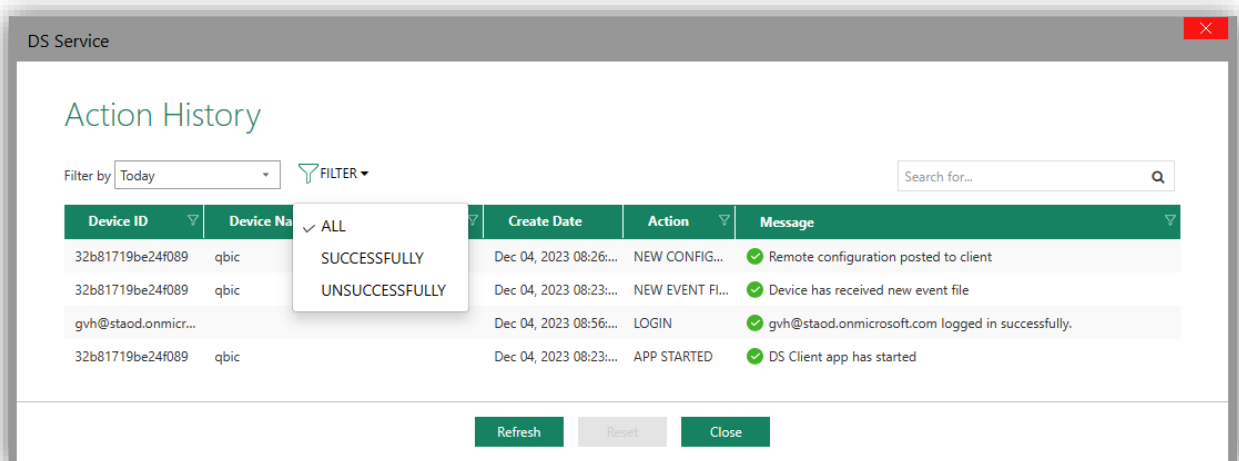 DS Service
Action History
Filter by Today FILTER Search for...
Device ID Device Na Create Date Action Message
ALL
SUCCESSFULLY
UNSUCCESSFULLY
32b81719be24f089 qbic Dec 04, 2023 08:26:... NEW CONFIG... Remote configuration posted to client
32b81719be24f089 qbic Dec 04, 2023 08:23:... NEW EVENT FI... Device has received new event file
gvh@staod.onmicr... Dec 04, 2023 08:56:... LOGIN gvh@staod.onmicrosoft.com logged in successfully.
32b81719be24f089 qbic Dec 04, 2023 08:23:... APP STARTED DS Client app has started
Refresh Reset Close